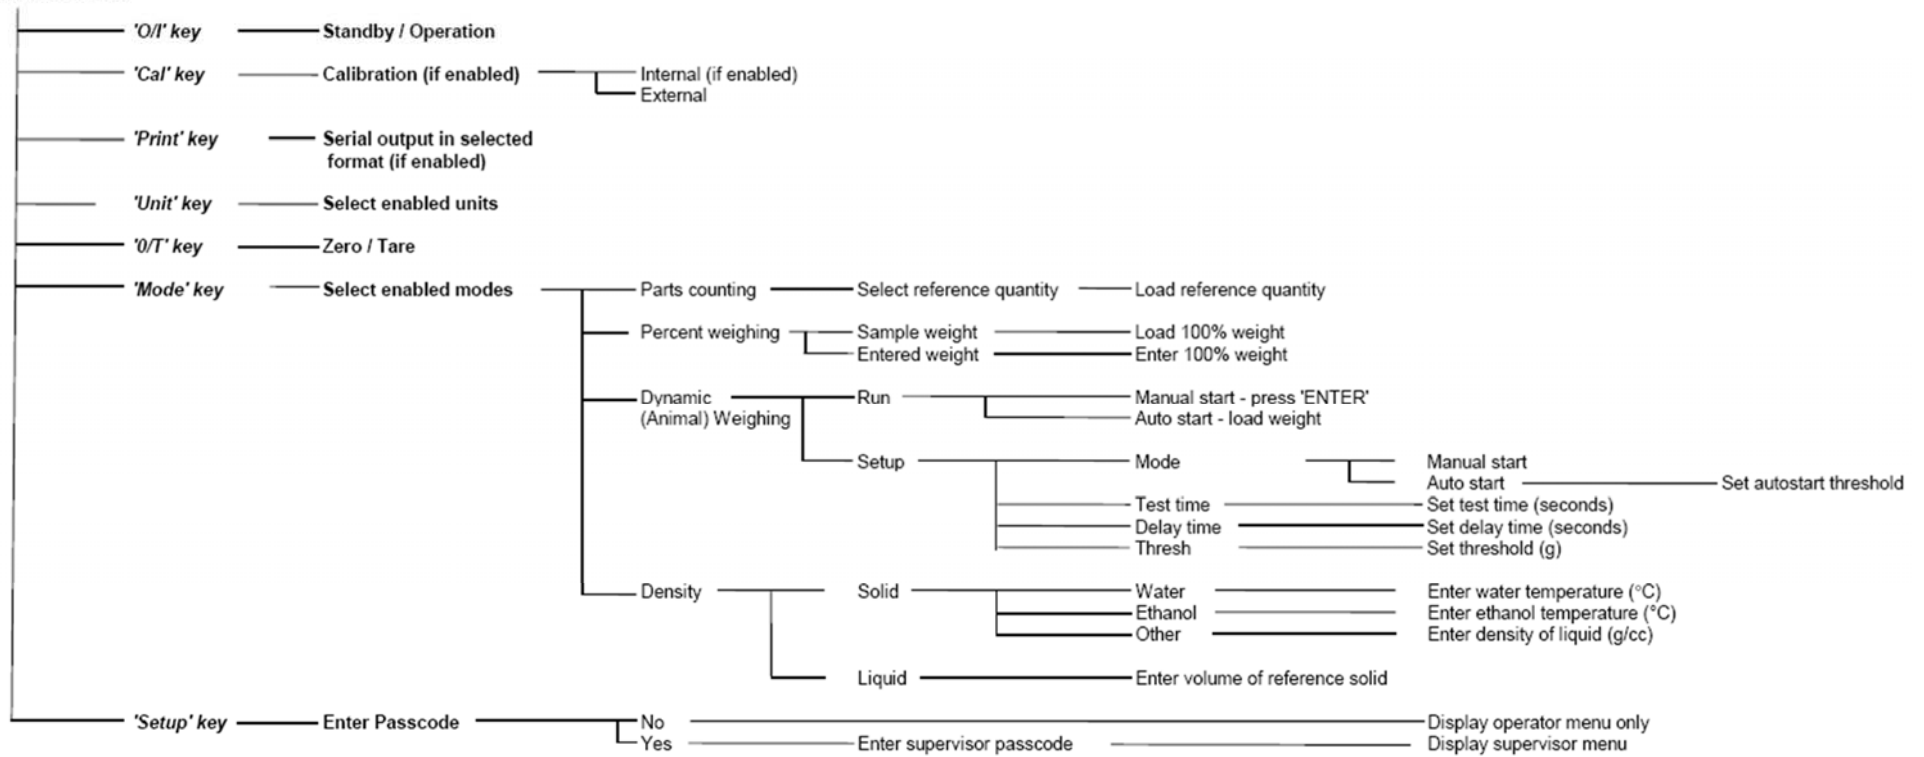 'O/I' key Standby / Operation
'Cal' key Calibration (if enabled) Internal (if enabled)
External
'Print' key Serial output in selected
format (if enabled)
'Unit' key Select enabled units
'0/T' key Zero / Tare
'Mode' key Select enabled modes Parts counting Select reference quantity Load reference quantity
Percent weighing Sample weight Load 100% weight
Entered weight Enter 100% weight
Dynamic Run Manual start - press 'ENTER'
(Animal) Weighing Auto start - load weight
Setup Mode Manual start
Auto start Set autostart threshold
Test time Set test time (seconds)
Delay time Set delay time (seconds)
Thresh Set threshold (g)
Density Solid Water Enter water temperature (°C)
Ethanol Enter ethanol temperature (°C)
Other Enter density of liquid (g/cc)
Liquid Enter volume of reference solid
'Setup' key Enter Passcode No Display operator menu only
Yes Enter supervisor passcode Display supervisor menu